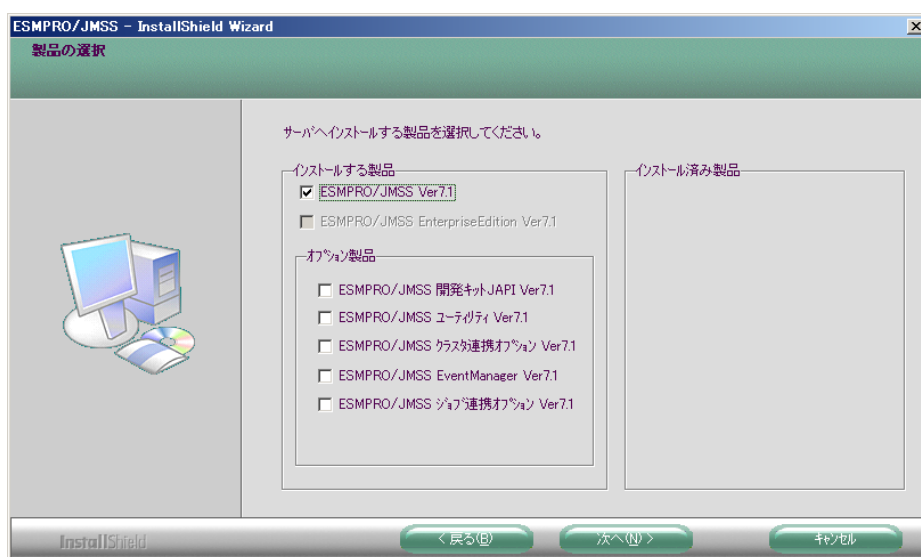 ESMPRO/JMSS - InstallShield Wizard
製品の選択
サーバへインストールする製品を選択してください。
インストールする製品
ESMPRO/JMSS Ver7.1
ESMPRO/JMSS EnterpriseEdition Ver7.1
オプション製品
ESMPRO/JMSS 開発キットJAPI Ver7.1
ESMPRO/JMSS ユーティリティ Ver7.1
ESMPRO/JMSS クラスタ連携オプション Ver7.1
ESMPRO/JMSS EventManager Ver7.1
ESMPRO/JMSS ジョブ連携オプション Ver7.1
インストール済み製品
InstallShield
< 戻る(B)
次へ(N) >
キャンセル